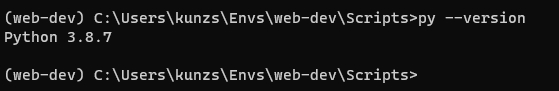 (web-dev) C:\Users\kunzs\Envs\web-dev\Scripts>py --version
Python 3.8.7
(web-dev) C:\Users\kunzs\Envs\web-dev\Scripts>